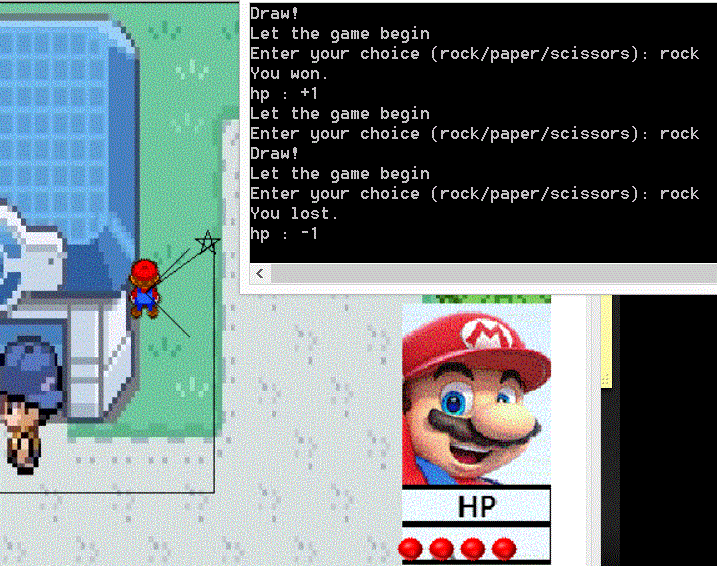 Draw!
Let the game begin
Enter your choice (rock/paper/scissors): rock
You won.
hp : +1
Let the game begin
Enter your choice (rock/paper/scissors): rock
Draw!
Let the game begin
Enter your choice (rock/paper/scissors): rock
You lost.
hp : -1
M
HP